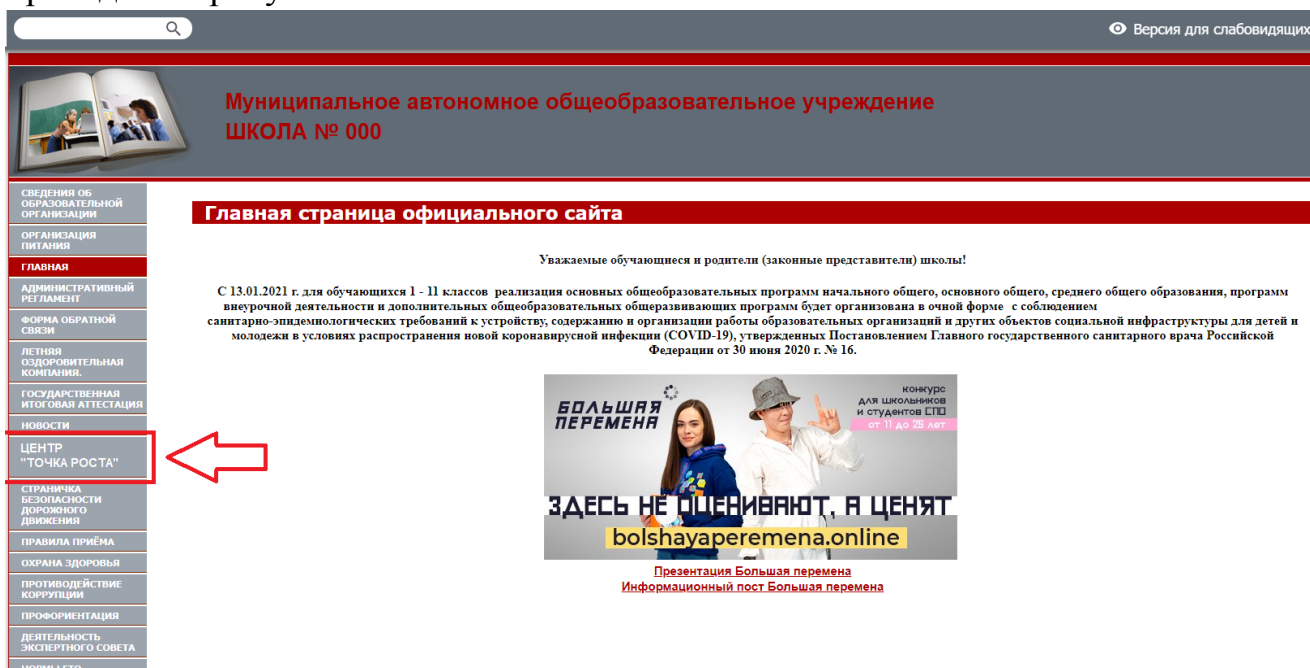 Версия для слабовидящих
Муниципальное автономное общеобразовательное учреждение
ШКОЛА № 000
СВЕДЕНИЯ ОБ
ОБРАЗОВАТЕЛЬНОЙ
ОРГАНИЗАЦИИ
ОРГАНИЗАЦИЯ
ПИТАНИЯ
ГЛАВНАЯ
АДМИНИСТРАТИВНЫЙ
РЕГЛАМЕНТ
ФОРМА ОБРАТНОЙ
СВЯЗИ
ЛЕТНЯЯ
ОЗДОРОВИТЕЛЬНАЯ
КОМПАНИЯ.
ГОСУДАРСТВЕННАЯ
ИТОГОВАЯ АТТЕСТАЦИЯ
НОВОСТИ
ЦЕНТР
"ТОЧКА РОСТА"
СТРАНИЧКА
БЕЗОПАСНОСТИ
ДОРОЖНОГО
ДВИЖЕНИЯ
ПРАВИЛА ПРИЁМА
ОХРАНА ЗДОРОВЬЯ
ПРОТИВОДЕЙСТВИЕ
КОРРУПЦИИ
ПРОФОРИЕНТАЦИЯ
ДЕЯТЕЛЬНОСТЬ
ЭКСПЕРТНОГО СОВЕТА
Главная страница официального сайта
Уважаемые обучающиеся и родители (законные представители) школы!
С 13.01.2021 г. для обучающихся 1 - 11 классов реализация основных общеобразовательных программ начального общего, основного общего, среднего общего образования, программ
внеурочной деятельности и дополнительных общеобразовательных общеразвивающих программ будет организована в очной форме с соблюдением
санитарно-эпидемиологических требований к устройству, содержанию и организации работы образовательных организаций и других объектов социальной инфраструктуры для детей и
молодежи в условиях распространения новой коронавирусной инфекции (COVID-19), утвержденных Постановлением Главного государственного санитарного врача Российской
Федерации от 30 июня 2020 г. № 16.
БОЛЬШАЯ
ПЕРЕМЕНА
конкурс
для школьников
и студентов СПО
от 11 до 25 лет
ЗДЕСЬ НЕ ОЦЕНИВАЮТ, А ЦЕНЯТ
bolshayaperemena.online
Презентация Большая перемена
Информационный пост Большая перемена